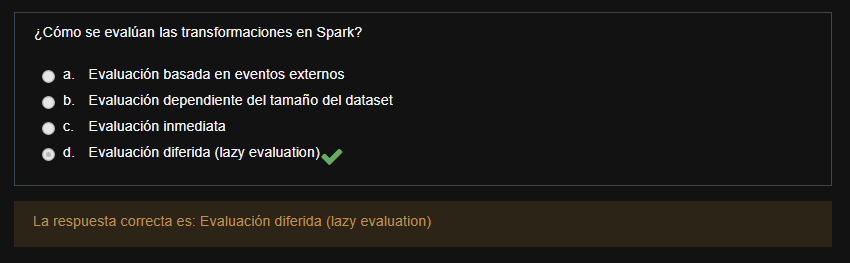 ¿Cómo se evalúan las transformaciones en Spark?
a. Evaluación basada en eventos externos
b. Evaluación dependiente del tamaño del dataset
c. Evaluación inmediata
d. Evaluación diferida (lazy evaluation)
La respuesta correcta es: Evaluación diferida (lazy evaluation)